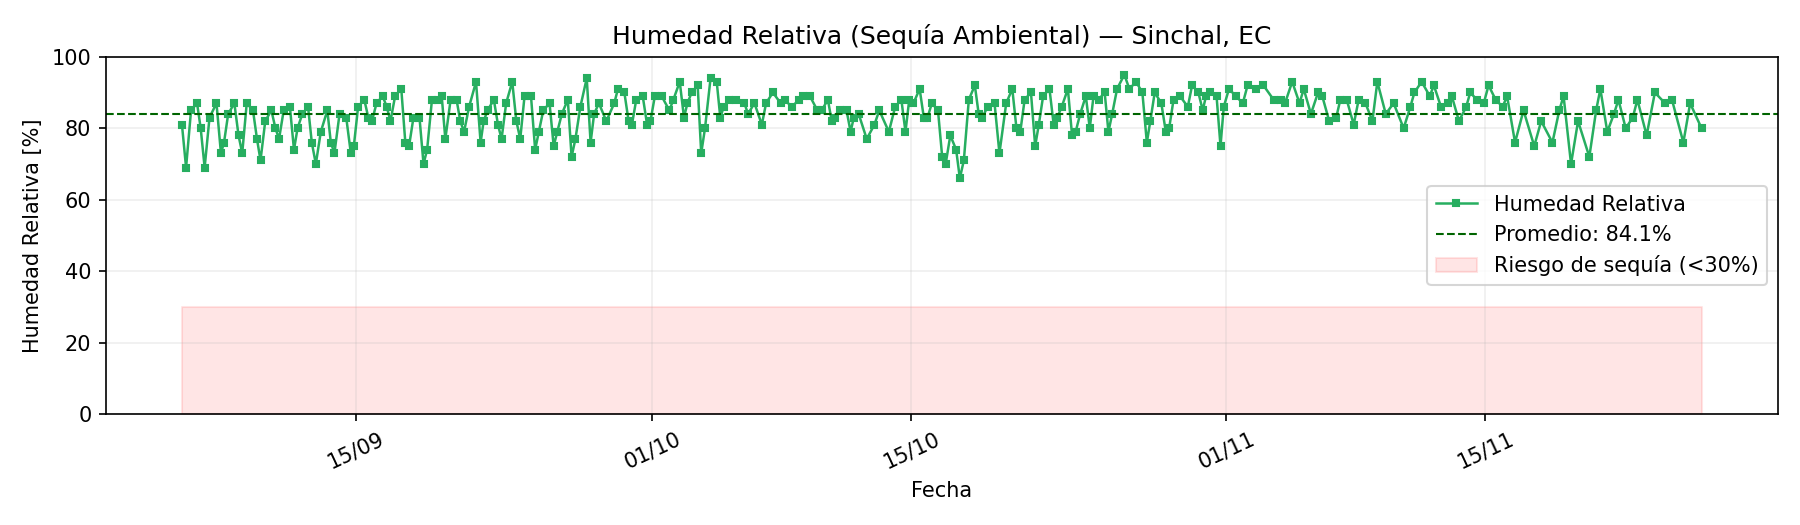 Humedad Relativa (Sequía Ambiental) — Sinchal, EC
Humedad Relativa [%]
100
80
60
40
20
0
Humedad Relativa
Promedio: 84.1%
Riesgo de sequía (<30%)
15/09
01/10
15/10
01/11
15/11
Fecha